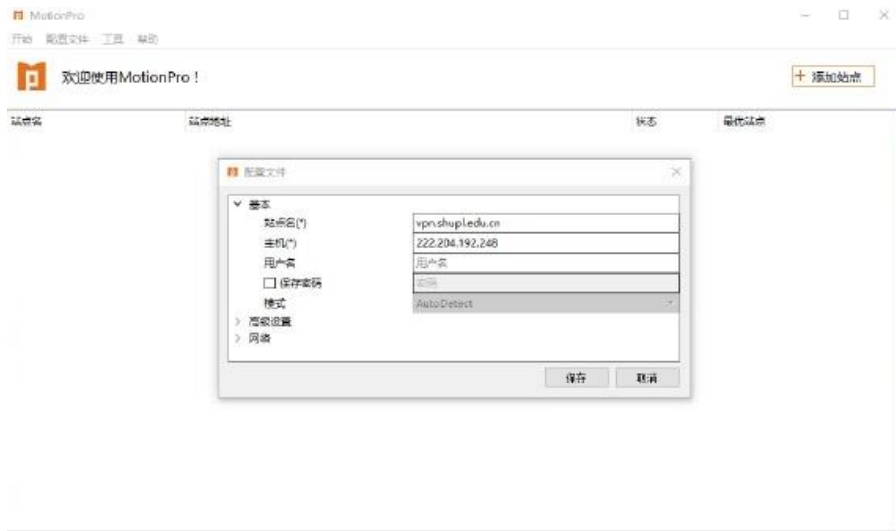 MotionPro
开始 配置文件 工具 帮助
欢迎使用MotionPro！
+ 添加站点
站点名 站点地址 状态 最优站点
配置文件
基本
站点名(*) vpn.shupl.edu.cn
主机(*) 222.204.192.248
用户名 用户名
保存密码 密码
模式 AutoDetect
高级设置
网络
保存 取消